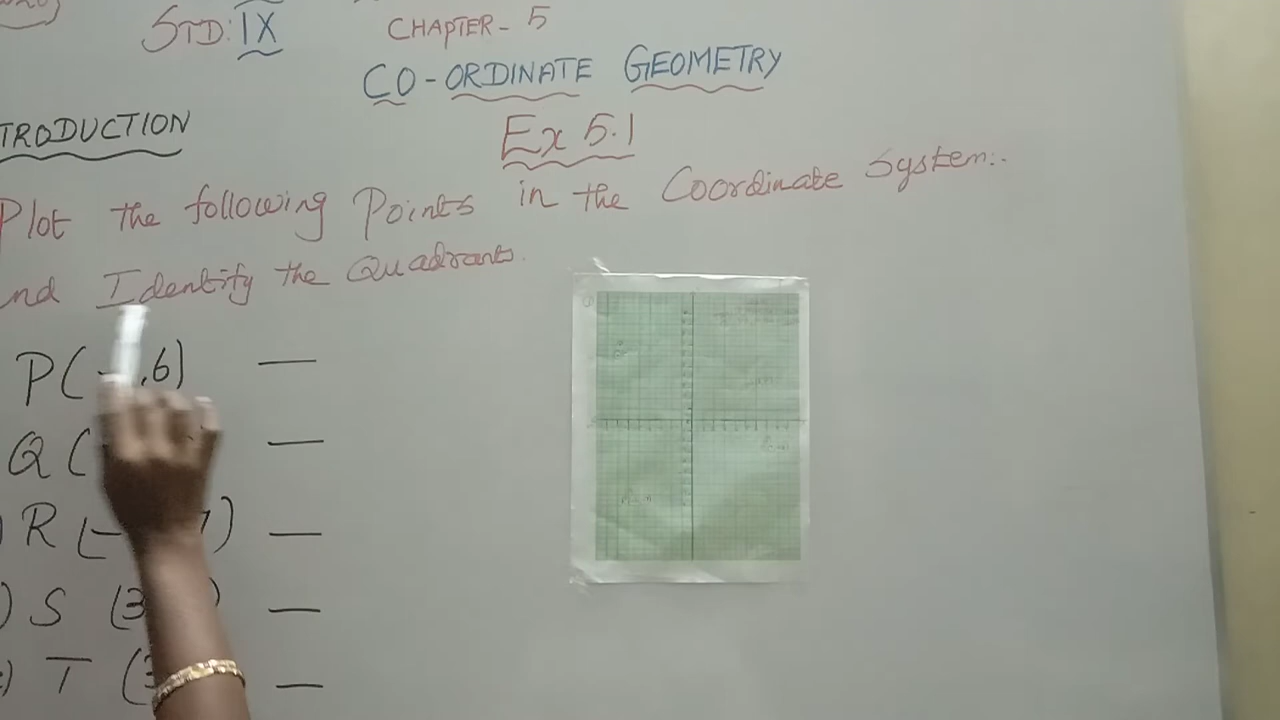 STD: IX
CHAPTER - 5
CO-ORDINATE GEOMETRY
TRODUCTION
Ex 5.1
Plot the following Points in the Coordinate System:.
nd Identify the Quadrants.
P( ,6) —
Q ( —
) R (- ) —
) S (3 ) —
) T (3 —